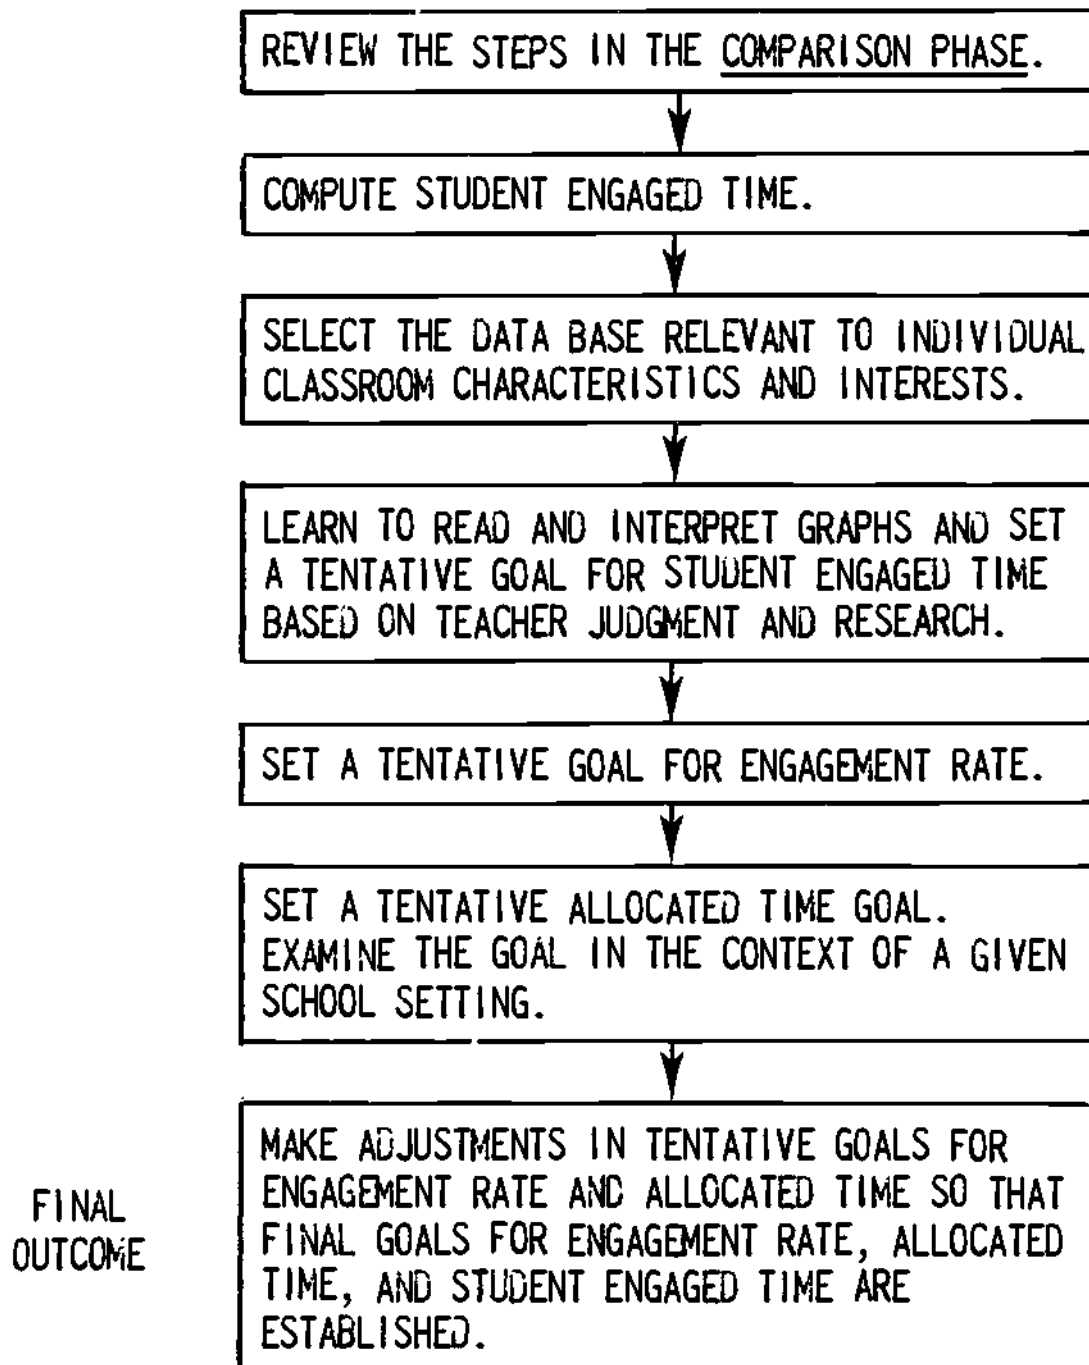 REVIEW THE STEPS IN THE COMPARISON PHASE.
COMPUTE STUDENT ENGAGED TIME.
SELECT THE DATA BASE RELEVANT TO INDIVIDUAL
CLASSROOM CHARACTERISTICS AND INTERESTS.
LEARN TO READ AND INTERPRET GRAPHS AND SET
A TENTATIVE GOAL FOR STUDENT ENGAGED TIME
BASED ON TEACHER JUDGMENT AND RESEARCH.
SET A TENTATIVE GOAL FOR ENGAGEMENT RATE.
SET A TENTATIVE ALLOCATED TIME GOAL.
EXAMINE THE GOAL IN THE CONTEXT OF A GIVEN
SCHOOL SETTING.
FINAL
OUTCOME
MAKE ADJUSTMENTS IN TENTATIVE GOALS FOR
ENGAGEMENT RATE AND ALLOCATED TIME SO THAT
FINAL GOALS FOR ENGAGEMENT RATE, ALLOCATED
TIME, AND STUDENT ENGAGED TIME ARE
ESTABLISHED.